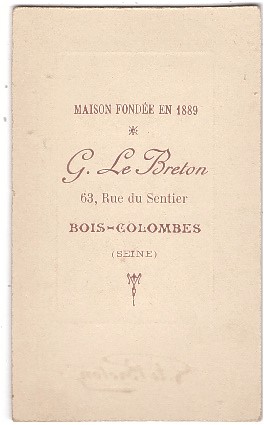 MAISON FONDÉE EN 1889
G. Le Breton
63, Rue du Sentier
BOIS-COLOMBES
(SEINE)